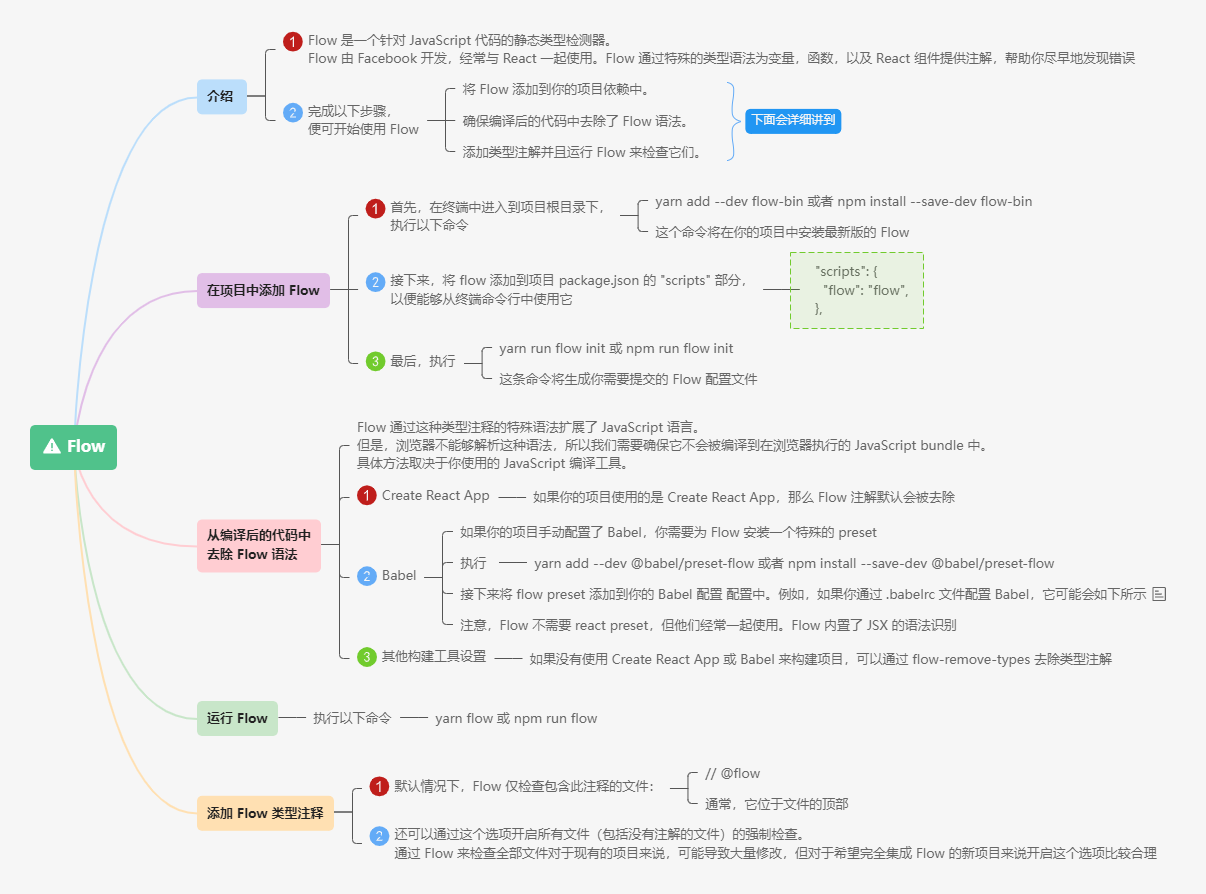 Flow
介绍
1 Flow 是一个针对 JavaScript 代码的静态类型检测器。
Flow 由 Facebook 开发，经常与 React 一起使用。Flow 通过特殊的类型语法为变量，函数，以及 React 组件提供注解，帮助你尽早地发现错误
2 完成以下步骤，
便可开始使用 Flow
将 Flow 添加到你的项目依赖中。
确保编译后的代码中去除了 Flow 语法。
添加类型注解并且运行 Flow 来检查它们。
下面会详细讲到
在项目中添加 Flow
1 首先，在终端中进入到项目根目录下，
执行以下命令
yarn add --dev flow-bin 或者 npm install --save-dev flow-bin
这个命令将在你的项目中安装最新版的 Flow
2 接下来，将 flow 添加到项目 package.json 的 "scripts" 部分，
以便能够从终端命令行中使用它
"scripts": {
"flow": "flow",
},
3 最后，执行
yarn run flow init 或 npm run flow init
这条命令将生成你需要提交的 Flow 配置文件
从编译后的代码中
去除 Flow 语法
Flow 通过这种类型注释的特殊语法扩展了 JavaScript 语言。
但是，浏览器不能够解析这种语法，所以我们需要确保它不会被编译到在浏览器执行的 JavaScript bundle 中。
具体方法取决于你使用的 JavaScript 编译工具。
1 Create React App
如果你的项目使用的是 Create React App，那么 Flow 注解默认会被去除
2 Babel
如果你的项目手动配置了 Babel，你需要为 Flow 安装一个特殊的 preset
执行
yarn add --dev @babel/preset-flow 或者 npm install --save-dev @babel/preset-flow
接下来将 flow preset 添加到你的 Babel 配置 配置中。例如，如果你通过 .babelrc 文件配置 Babel，它可能会如下所示
注意，Flow 不需要 react preset，但他们经常一起使用。Flow 内置了 JSX 的语法识别
3 其他构建工具设置
如果没有使用 Create React App 或 Babel 来构建项目，可以通过 flow-remove-types 去除类型注解
运行 Flow
执行以下命令
yarn flow 或 npm run flow
添加 Flow 类型注释
1 默认情况下，Flow 仅检查包含此注释的文件：
// @flow
通常，它位于文件的顶部
2 还可以通过这个选项开启所有文件（包括没有注解的文件）的强制检查。
通过 Flow 来检查全部文件对于现有的项目来说，可能导致大量修改，但对于希望完全集成 Flow 的新项目来说开启这个选项比较合理